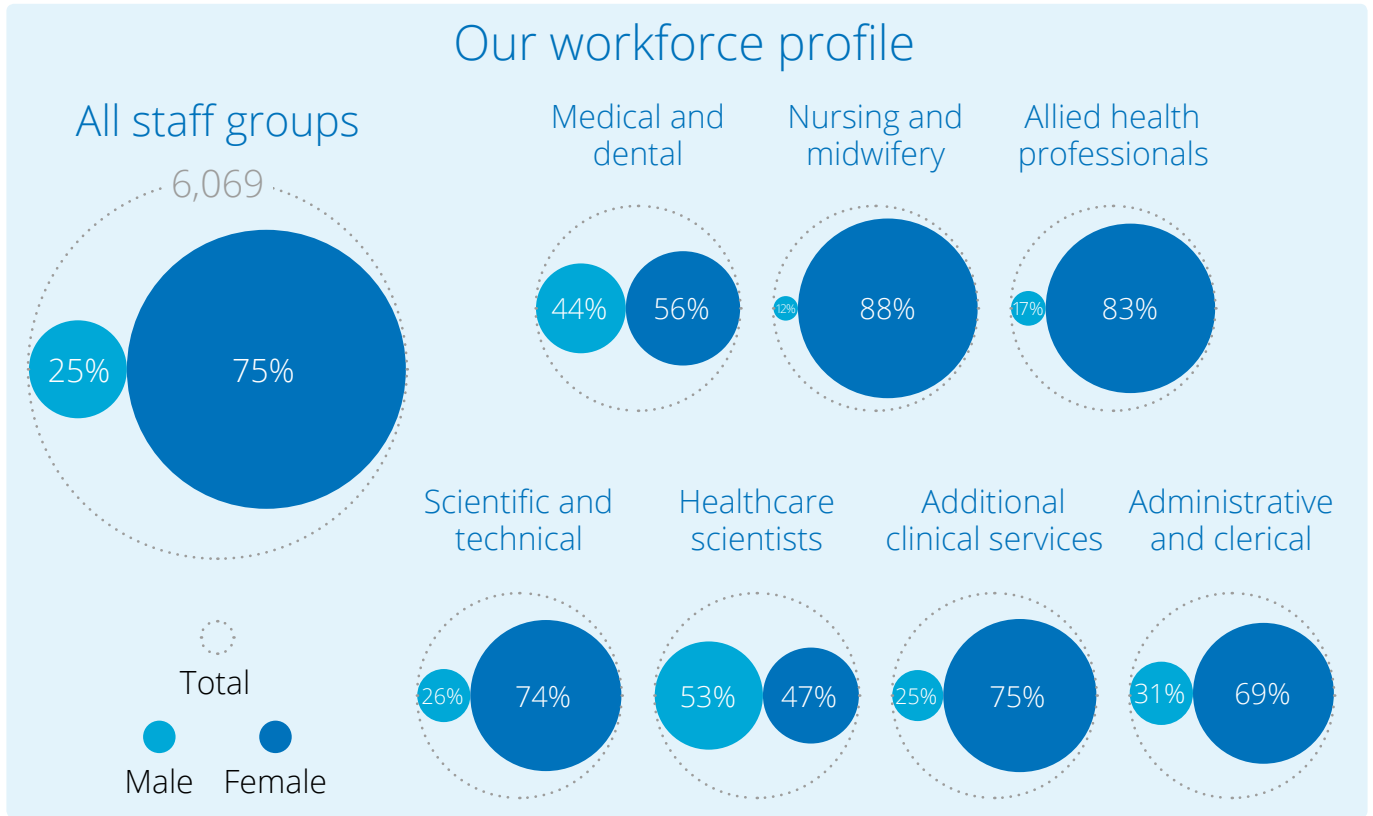 Our workforce profile
All staff groups
6,069
25%
75%
Medical and
dental
44%
56%
Nursing and
midwifery
12%
88%
Allied health
professionals
17%
83%
Scientific and
technical
26%
74%
Healthcare
scientists
53%
47%
Additional
clinical services
25%
75%
Administrative
and clerical
31%
69%
Total
Male
Female